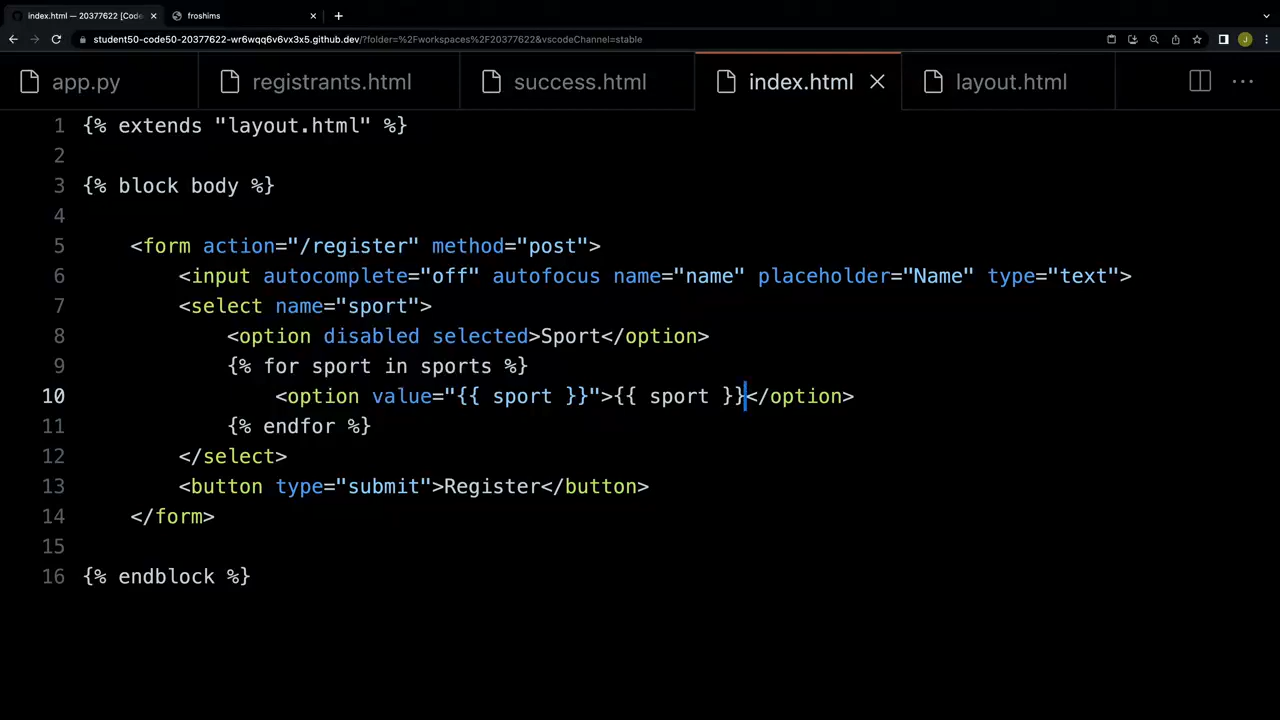 index.html — 20377622 [Code
froshims
student50-code50-20377622-wr6wqq6v6vx3x5.github.dev/?folder=%2Fworkspaces%2F20377622&vscodeChannel=stable
J
app.py
registrants.html
success.html
index.html
layout.html
1 {% extends "layout.html" %}
2
3 {% block body %}
4
5 <form action="/register" method="post">
6 <input autocomplete="off" autofocus name="name" placeholder="Name" type="text">
7 <select name="sport">
8 <option disabled selected>Sport</option>
9 {% for sport in sports %}
10 <option value="{{ sport }}">{{ sport }}</option>
11 {% endfor %}
12 </select>
13 <button type="submit">Register</button>
14 </form>
15
16 {% endblock %}